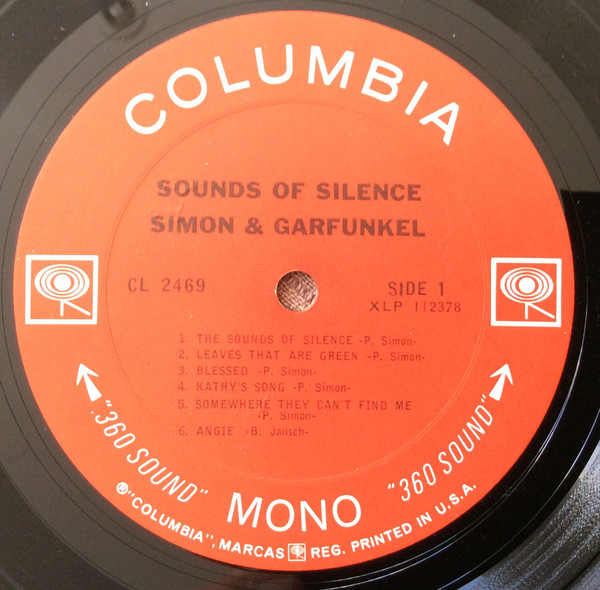 COLUMBIA
SOUNDS OF SILENCE
SIMON & GARFUNKEL
CL 2469
SIDE 1
XLP 112378
1. THE SOUNDS OF SILENCE -P. Simon-
2. LEAVES THAT ARE GREEN -P. Simon-
3. BLESSED -P. Simon-
4. KATHY'S SONG -P. Simon-
5. SOMEWHERE THEY CAN'T FIND ME
-P. Simon-
6. ANGIE -B. Jansch-
"360 SOUND"
MONO
"360 SOUND"
® "COLUMBIA", MARCAS REG. PRINTED IN U.S.A.